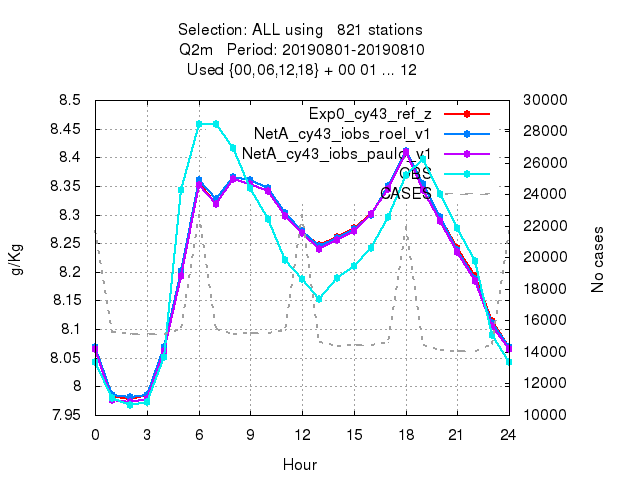 Selection: ALL using 821 stations
Q2m Period: 20190801-20190810
Used {00,06,12,18} + 00 01 ... 12
8.5
8.45
8.4
8.35
8.3
8.25
8.2
8.15
8.1
8.05
8
7.95
g/Kg
Exp0_cy43_ref_z
NetA_cy43_iobs_roel_v1
NetA_cy43_iobs_paulo_v1
OBS
CASES
30000
28000
26000
24000
22000
20000
18000
16000
14000
12000
10000
No cases
0 3 6 9 12 15 18 21 24
Hour